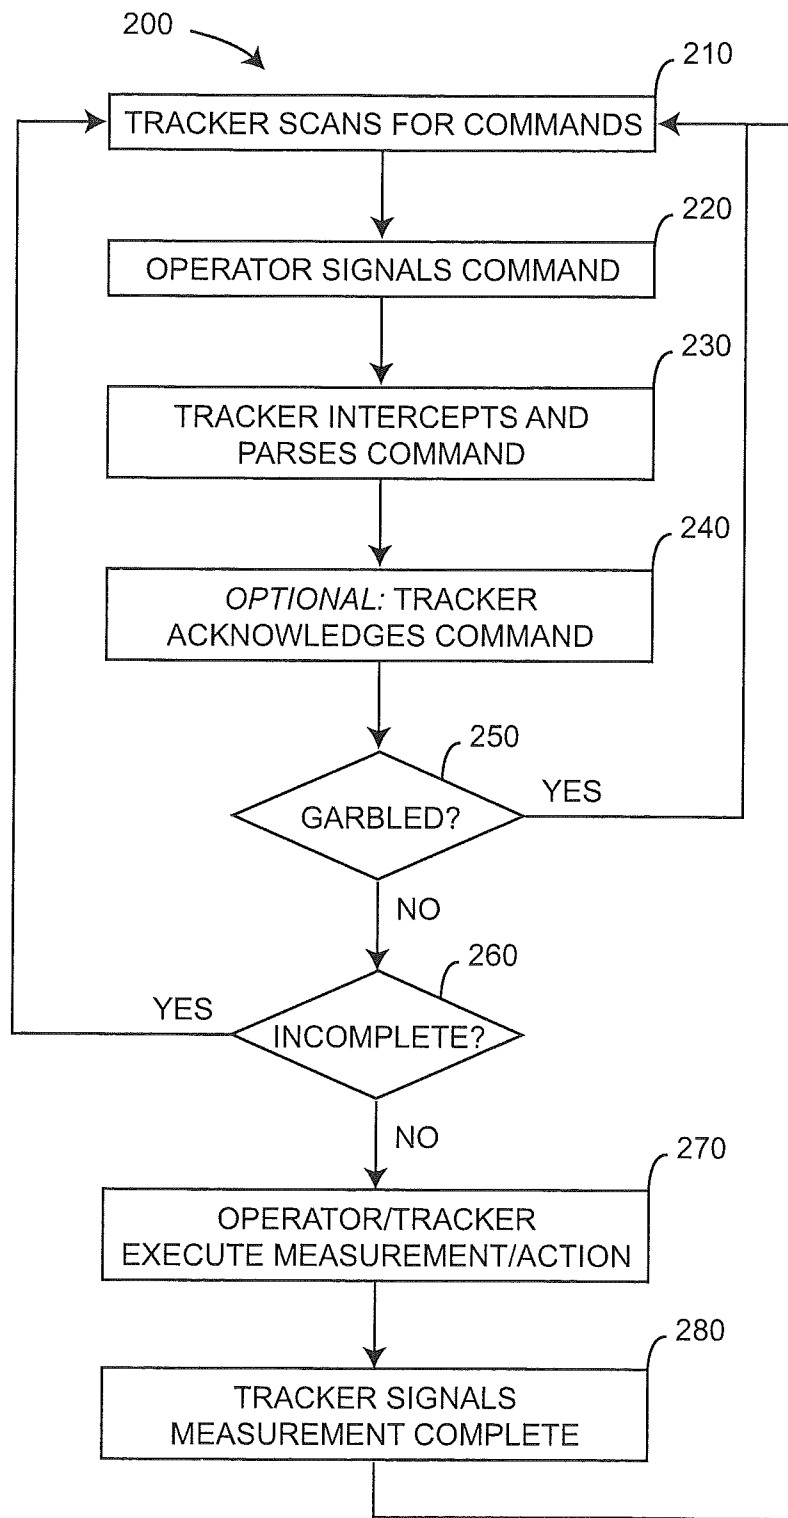 200
210
TRACKER SCANS FOR COMMANDS
220
OPERATOR SIGNALS COMMAND
230
TRACKER INTERCEPTS AND
PARSES COMMAND
240
OPTIONAL: TRACKER
ACKNOWLEDGES COMMAND
250
GARBLED?
YES
NO
260
YES
INCOMPLETE?
NO
270
OPERATOR/TRACKER
EXECUTE MEASUREMENT/ACTION
280
TRACKER SIGNALS
MEASUREMENT COMPLETE